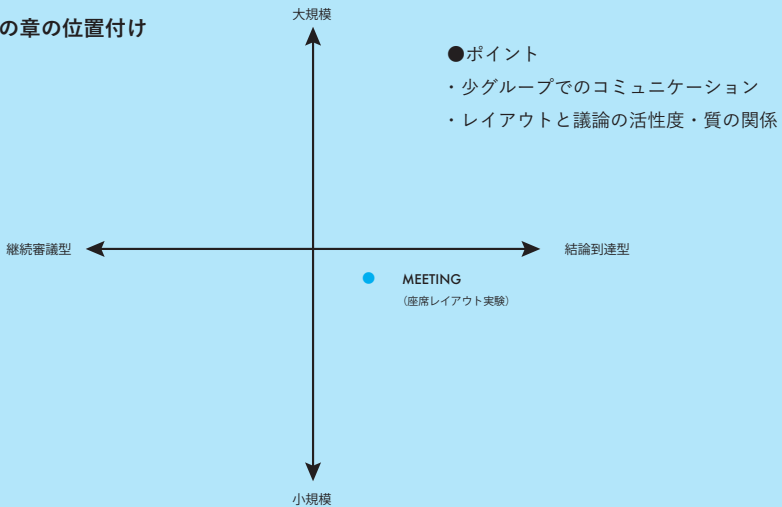 の章の位置付け
大規模
●ポイント
・少グループでのコミュニケーション
・レイアウトと議論の活性度・質の関係
継続審議型
結論到達型
MEETING
（座席レイアウト実験）
小規模